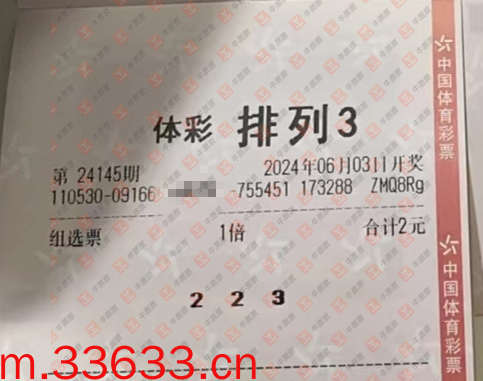 体彩 排列3
第 24145期 2024年06月03日开奖
110530-09166 -755451 173288 ZMQ8Rg
组选票 1倍 合计2元
2 2 3
中国体育彩票
中国体育彩票
m.33633.cn